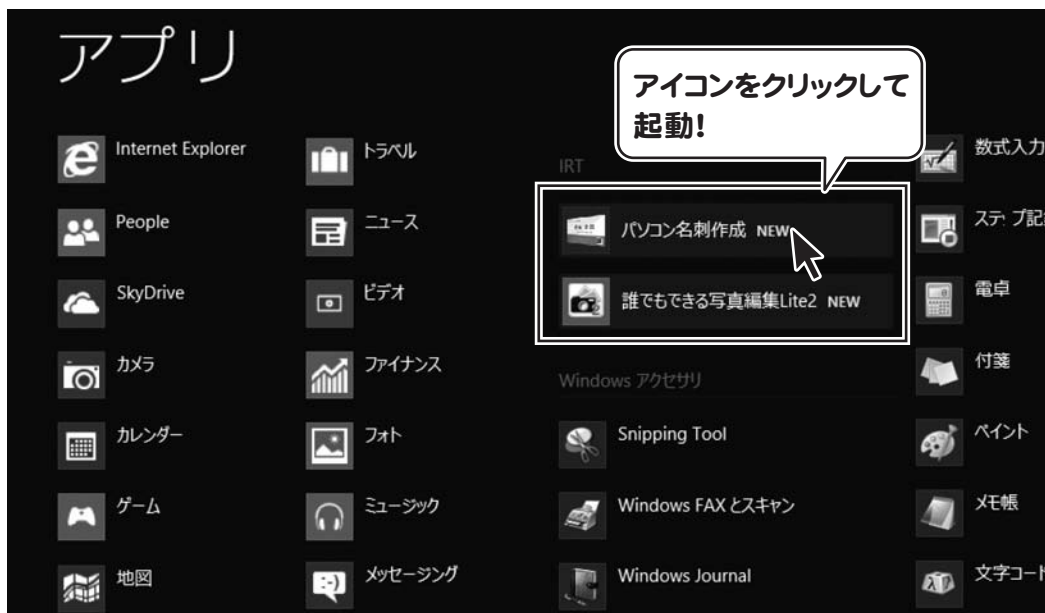 アプリ
アイコンをクリックして
起動!
Internet Explorer
People
SkyDrive
カメラ
カレンダー
ゲーム
地図
トラベル
ニュース
ビデオ
ファイナンス
フォト
ミュージック
メッセージング
IRT
パソコン名刺作成 NEW
誰でもできる写真編集Lite2 NEW
Windows アクセサリ
Snipping Tool
Windows FAX とスキャン
Windows Journal
数式入力
電卓
付箋
ペイント
メモ帳
文字コード